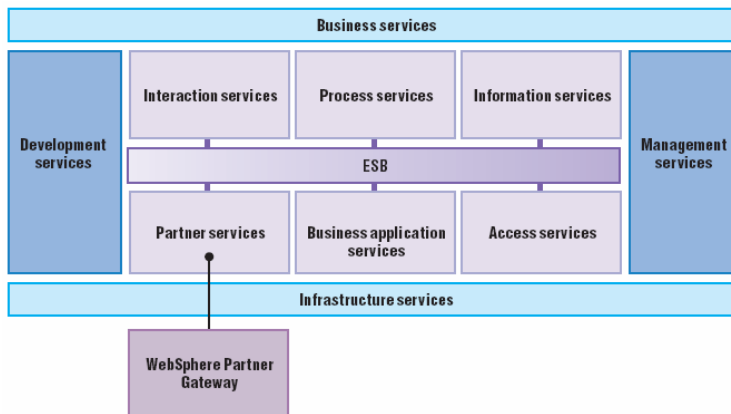 Business services
Interaction services
Process services
Information services
Development
services
Management
services
ESB
Partner services
Business application
services
Access services
Infrastructure services
WebSphere Partner
Gateway